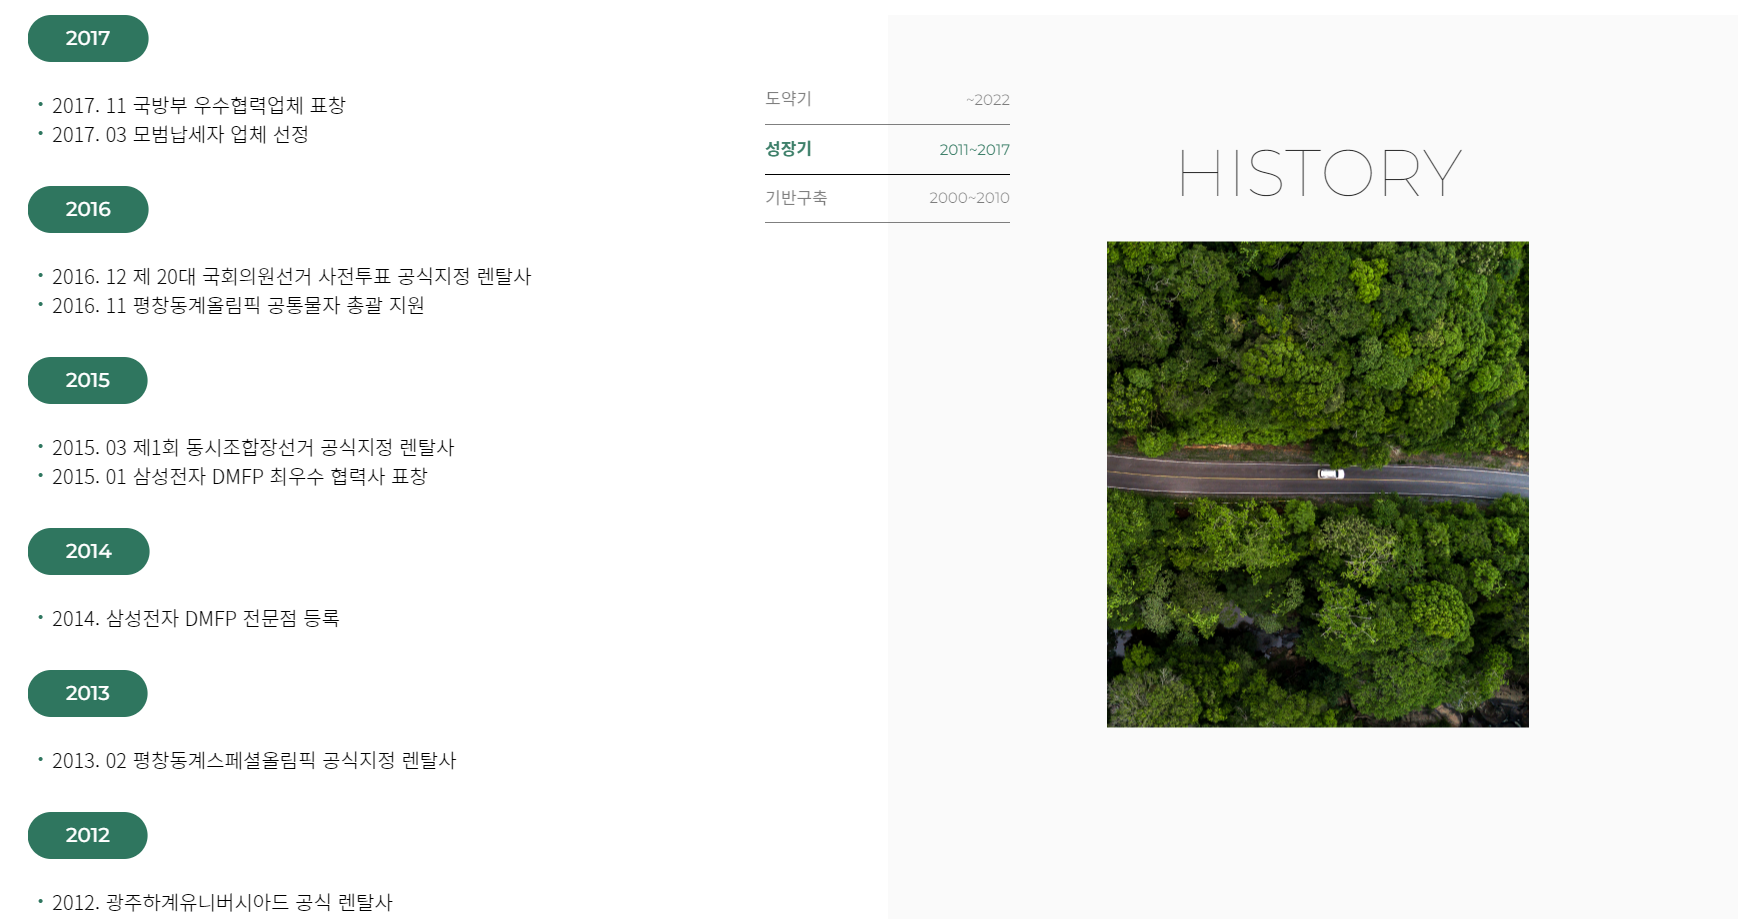 2017
• 2017. 11 국방부 우수협력업체 표창
• 2017. 03 모범납세자 업체 선정
2016
• 2016. 12 제 20대 국회의원선거 사전투표 공식지정 렌탈사
• 2016. 11 평창동계올림픽 공통물자 총괄 지원
2015
• 2015. 03 제1회 동시조합장선거 공식지정 렌탈사
• 2015. 01 삼성전자 DMFP 최우수 협력사 표창
2014
• 2014. 삼성전자 DMFP 전문점 등록
2013
• 2013. 02 평창동계스페셜올림픽 공식지정 렌탈사
2012
• 2012. 광주하계유니버시아드 공식 렌탈사
도약기 ~2022
성장기 2011~2017
기반구축 2000~2010
HISTORY